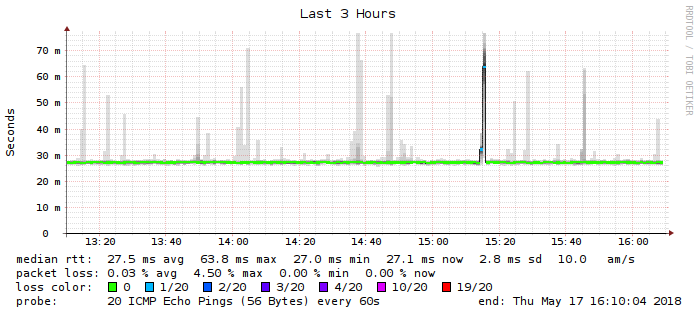 Last 3 Hours
RRDTOOL / TOBI OETIKER
Seconds
70 m
60 m
50 m
40 m
30 m
20 m
10 m
0
13:20 13:40 14:00 14:20 14:40 15:00 15:20 15:40 16:00
median rtt: 27.5 ms avg 63.8 ms max 27.0 ms min 27.1 ms now 2.8 ms sd 10.0 am/s
packet loss: 0.03 % avg 4.50 % max 0.00 % min 0.00 % now
loss color: 0 1/20 2/20 3/20 4/20 10/20 19/20
probe: 20 ICMP Echo Pings (56 Bytes) every 60s end: Thu May 17 16:10:04 2018